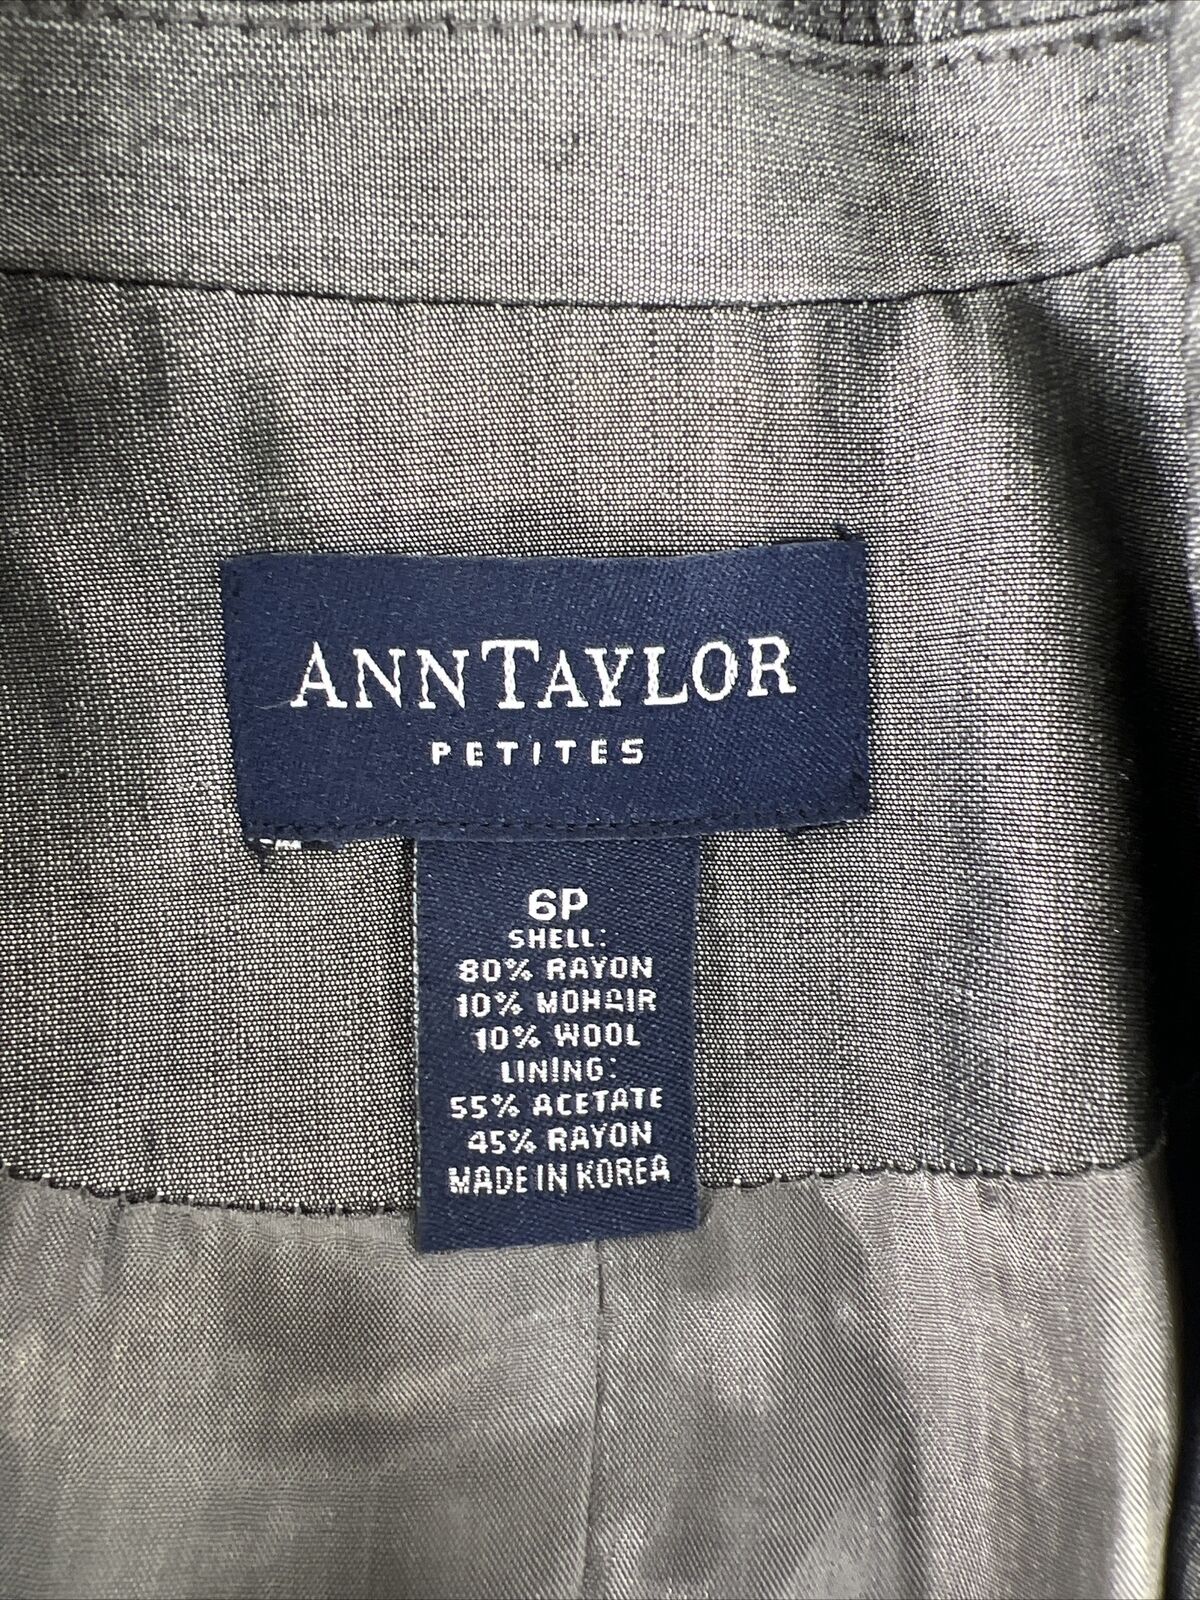 ANNTAYLOR
PETITES
6P
SHELL:
80% RAYON
10% MOHAIR
10% WOOL
LINING:
55% ACETATE
45% RAYON
MADE IN KOREA